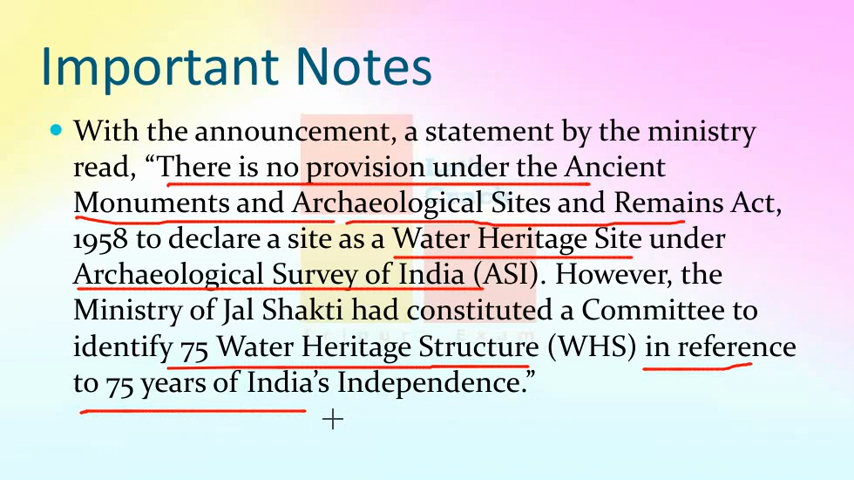 Important Notes
• With the announcement, a statement by the ministry
read, “There is no provision under the Ancient
Monuments and Archaeological Sites and Remains Act,
1958 to declare a site as a Water Heritage Site under
Archaeological Survey of India (ASI). However, the
Ministry of Jal Shakti had constituted a Committee to
identify 75 Water Heritage Structure (WHS) in reference
to 75 years of India’s Independence.”